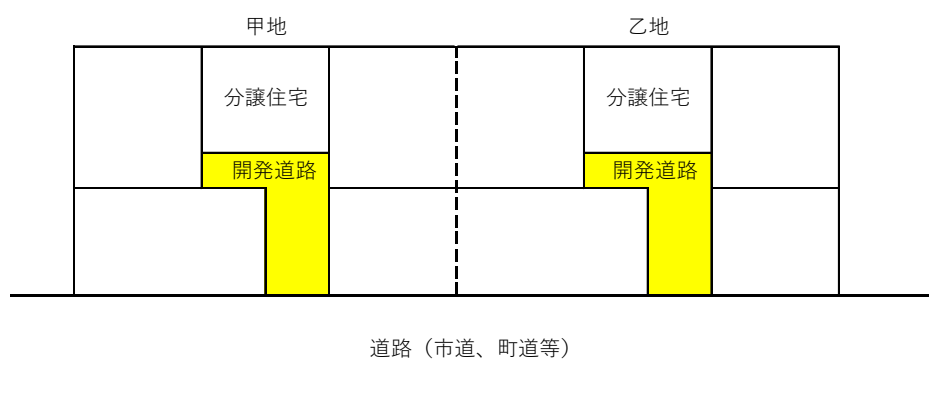 甲地
乙地
分譲住宅
分譲住宅
開発道路
開発道路
道路（市道、町道等）